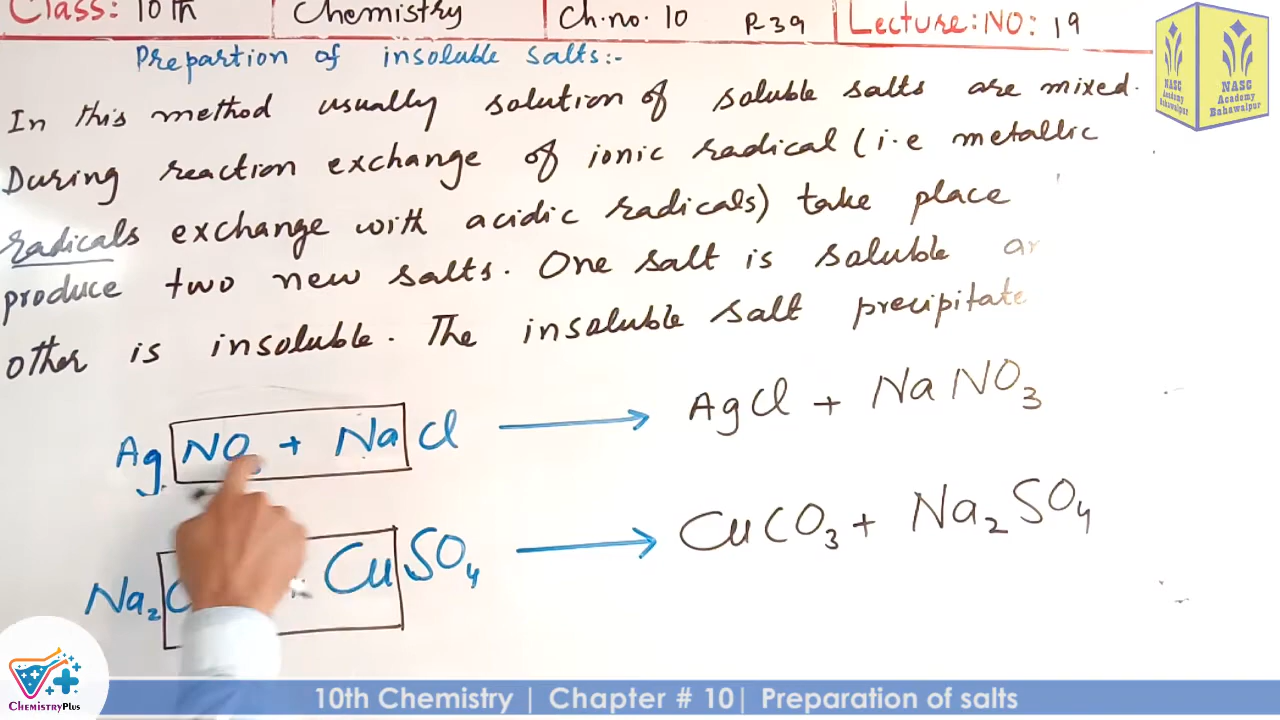 Class: 10th Chemistry Ch.no. 10 P.39 Lecture:NO: 19
Prepartion of insoluble salts:-
In this method usually solution of soluble salts are mixed.
During reaction exchange of ionic radical (i.e metallic
radicals exchange with acidic radicals) take place
produce two new salts. One salt is soluble
other is insoluble. The insoluble salt precipitate
AgNO + NaCl → AgCl + NaNO3
Na2 CuSO4 → CuCO3 + Na2SO4
NASC Academy Bahawalpur
NASC Academy Bahawalpur
ChemistryPlus
10th Chemistry | Chapter # 10| Preparation of salts